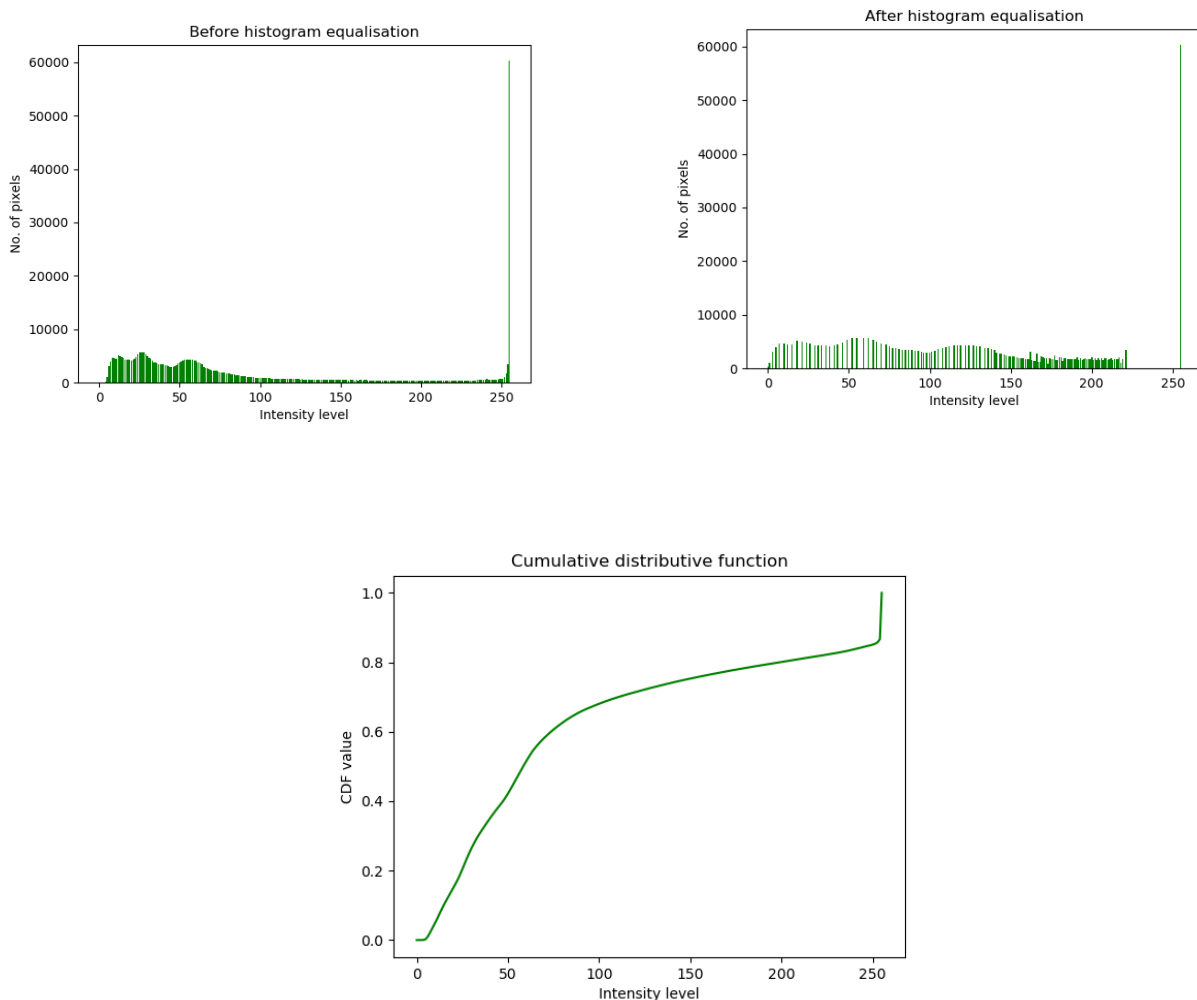 Before histogram equalisation
60000
50000
40000
30000
20000
10000
0
No. of pixels
0 50 100 150 200 250
Intensity level
After histogram equalisation
60000
50000
40000
30000
20000
10000
0
No. of pixels
0 50 100 150 200 250
Intensity level
Cumulative distributive function
1.0
0.8
0.6
0.4
0.2
0.0
CDF value
0 50 100 150 200 250
Intensity level